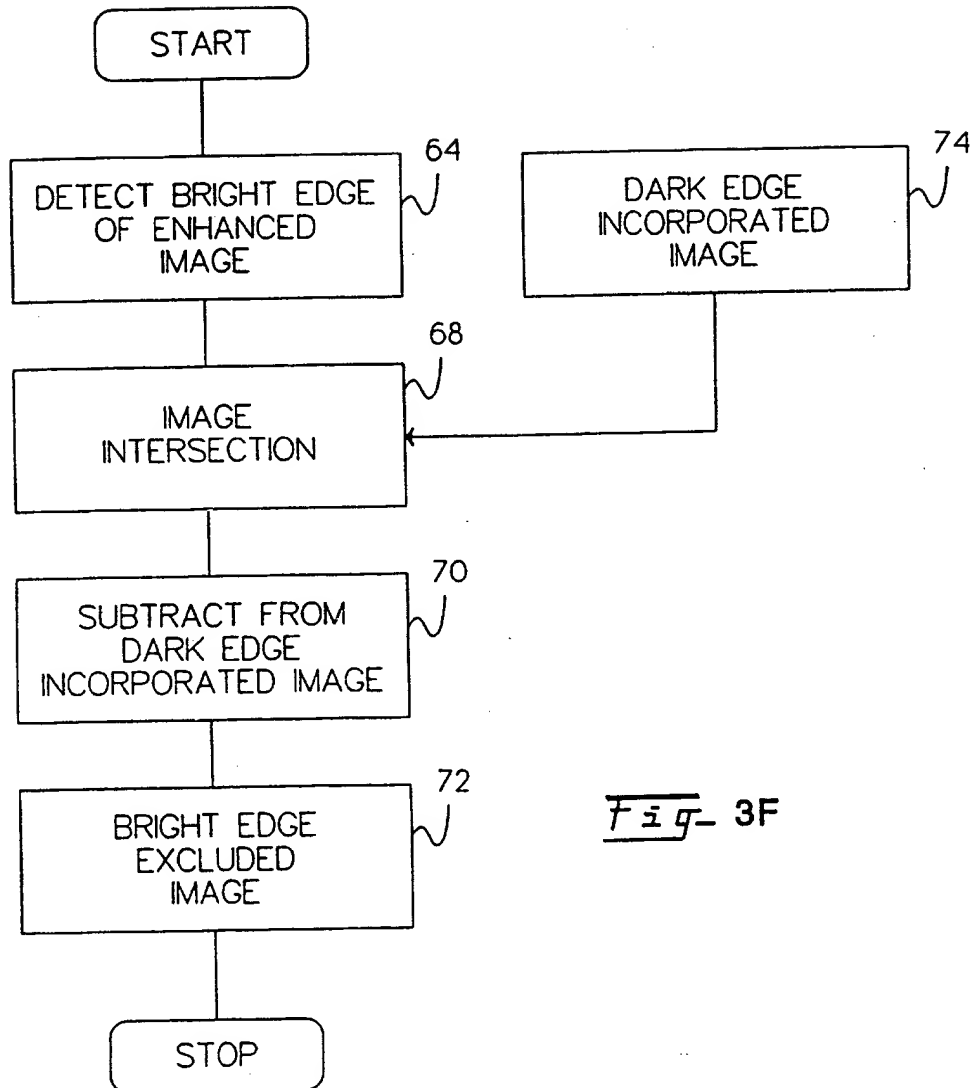 START
64
DETECT BRIGHT EDGE
OF ENHANCED
IMAGE
74
DARK EDGE
INCORPORATED
IMAGE
68
IMAGE
INTERSECTION
70
SUBTRACT FROM
DARK EDGE
INCORPORATED IMAGE
72
BRIGHT EDGE
EXCLUDED
IMAGE
Fig_ 3F
STOP